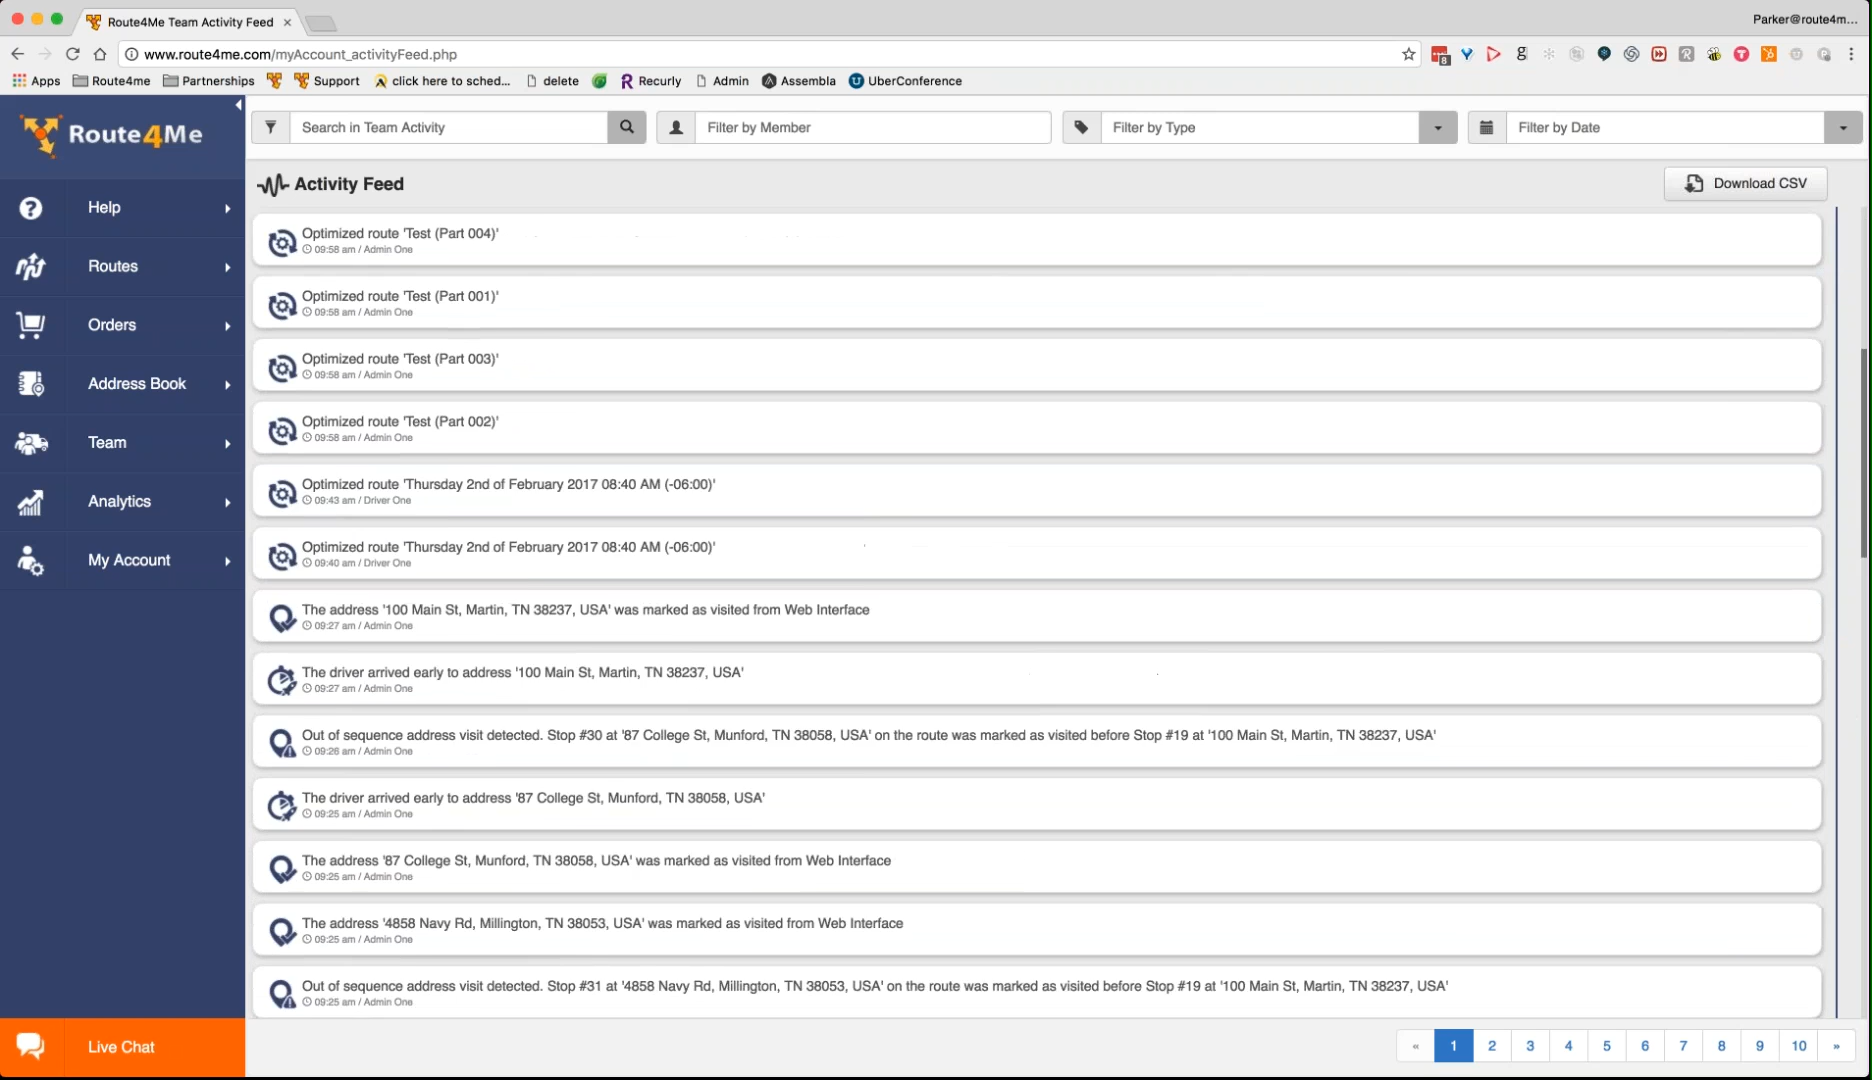 Route4Me Team Activity Feed
Parker@route4m...
www.route4me.com/myAccount_activityFeed.php
8
Apps Route4me Partnerships Support click here to sched... delete Recurly Admin Assembla UberConference
Route4Me
Search in Team Activity
Filter by Member
Filter by Type
Filter by Date
Help
Routes
Orders
Address Book
Team
Analytics
My Account
Live Chat
Activity Feed
Download CSV
Optimized route 'Test (Part 004)'
09:58 am / Admin One
Optimized route 'Test (Part 001)'
09:58 am / Admin One
Optimized route 'Test (Part 003)'
09:58 am / Admin One
Optimized route 'Test (Part 002)'
09:58 am / Admin One
Optimized route 'Thursday 2nd of February 2017 08:40 AM (-06:00)'
09:43 am / Driver One
Optimized route 'Thursday 2nd of February 2017 08:40 AM (-06:00)'
09:40 am / Driver One
The address '100 Main St, Martin, TN 38237, USA' was marked as visited from Web Interface
09:27 am / Admin One
The driver arrived early to address '100 Main St, Martin, TN 38237, USA'
09:27 am / Admin One
Out of sequence address visit detected. Stop #30 at '87 College St, Munford, TN 38058, USA' on the route was marked as visited before Stop #19 at '100 Main St, Martin, TN 38237, USA'
09:26 am / Admin One
The driver arrived early to address '87 College St, Munford, TN 38058, USA'
09:25 am / Admin One
The address '87 College St, Munford, TN 38058, USA' was marked as visited from Web Interface
09:25 am / Admin One
The address '4858 Navy Rd, Millington, TN 38053, USA' was marked as visited from Web Interface
09:25 am / Admin One
Out of sequence address visit detected. Stop #31 at '4858 Navy Rd, Millington, TN 38053, USA' on the route was marked as visited before Stop #19 at '100 Main St, Martin, TN 38237, USA'
09:25 am / Admin One
« 1 2 3 4 5 6 7 8 9 10 »